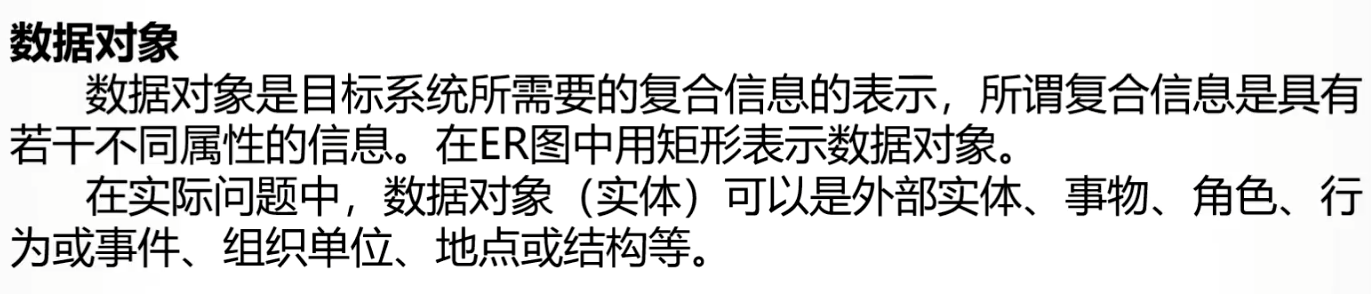 数据对象
数据对象是目标系统所需要的复合信息的表示，所谓复合信息是具有
若干不同属性的信息。在ER图中用矩形表示数据对象。
在实际问题中，数据对象（实体）可以是外部实体、事物、角色、行
为或事件、组织单位、地点或结构等。